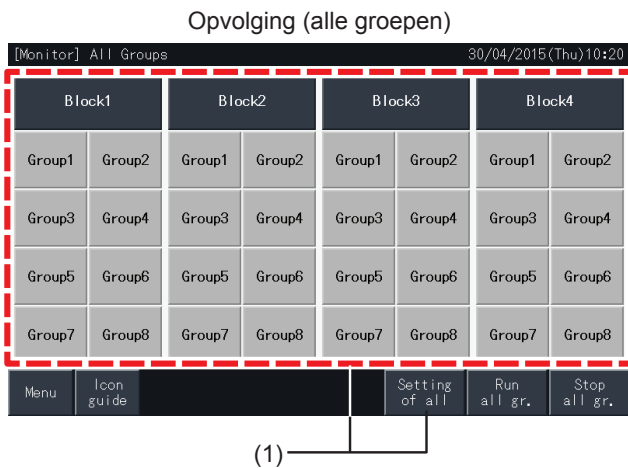 Opvolging (alle groepen)
[Monitor] All Groups 30/04/2015(Thu)10:20
Block1 Block2 Block3 Block4
Group1 Group2 Group1 Group2 Group1 Group2 Group1 Group2
Group3 Group4 Group3 Group4 Group3 Group4 Group3 Group4
Group5 Group6 Group5 Group6 Group5 Group6 Group5 Group6
Group7 Group8 Group7 Group8 Group7 Group8 Group7 Group8
Menu Icon guide Setting of all Run all gr. Stop all gr.
(1)